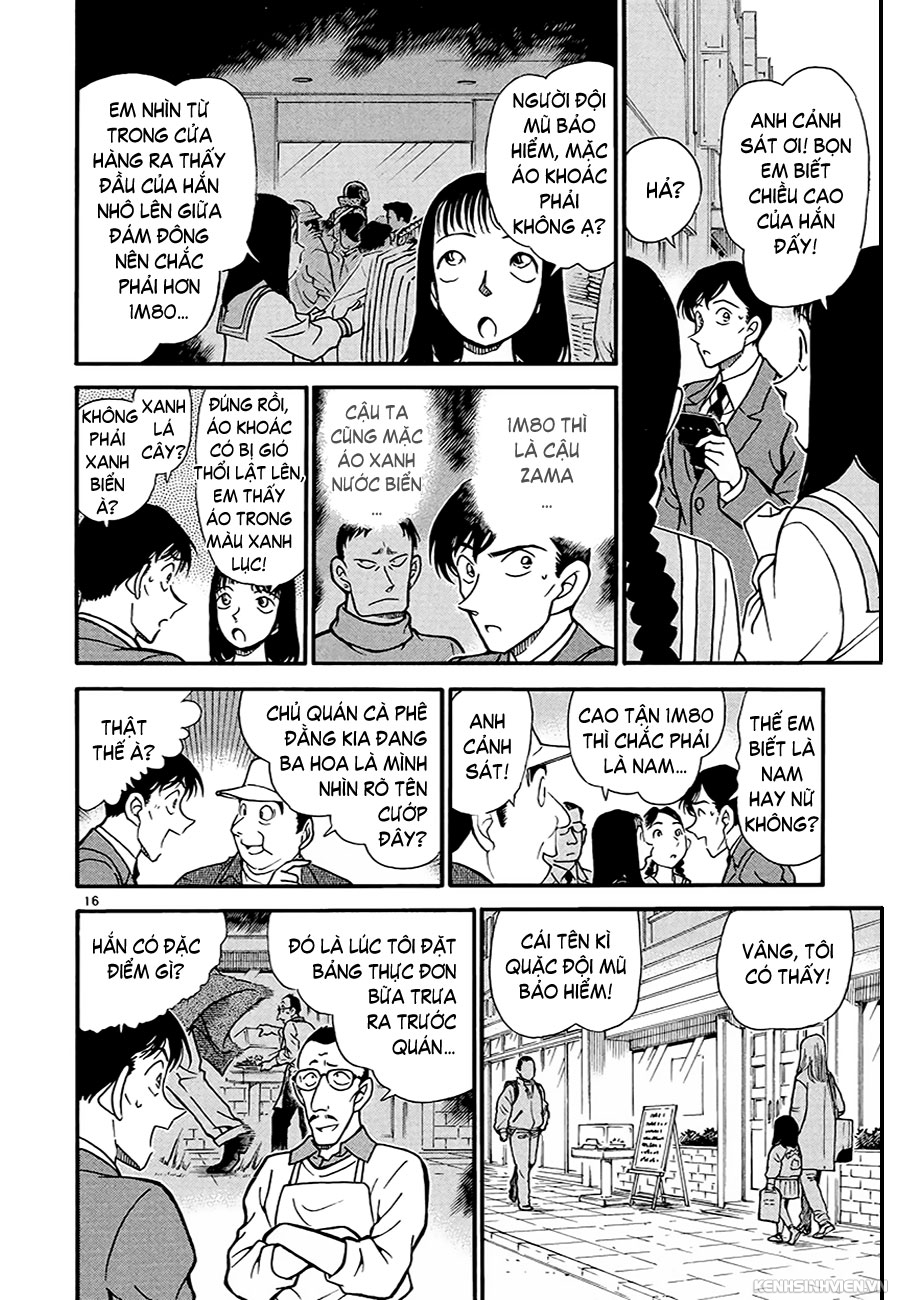 ANH CẢNH
SÁT ƠI! BỌN
EM BIẾT
CHIỀU CAO
CỦA HẮN
ĐẤY!
HẢ?
NGƯỜI ĐỘI
MŨ BẢO
HIỂM, MẶC
ÁO KHOÁC
PHẢI
KHÔNG Ạ?
EM NHÌN TỪ
TRONG CỬA
HÀNG RA THẤY
ĐẦU CỦA HẮN
NHÔ LÊN GIỮA
ĐÁM ĐÔNG
NÊN CHẮC
PHẢI HƠN
1M80...
1M80 THÌ
LÀ CẬU
ZAMA
...
CẬU TA
CŨNG MẶC
ÁO XANH
NƯỚC BIỂN
...
ĐÚNG RỒI,
ÁO KHOÁC
CÓ BỊ GIÓ
THỔI LẬT LÊN,
EM THẤY
ÁO TRONG
MÀU XANH
LỤC!
XANH
LÁ
CÂY?
KHÔNG
PHẢI
XANH
BIỂN
À?
THẾ EM
BIẾT LÀ
NAM
HAY NỮ
KHÔNG?
CAO TẬN 1M80
THÌ CHẮC PHẢI
LÀ NAM...
ANH
CẢNH
SÁT!
CHỦ QUÁN CÀ PHÊ
ĐẰNG KIA ĐANG
BA HOA LÀ MÌNH
NHÌN RÕ TÊN
CƯỚP
ĐẤY?
THẬT
THẾ À?
16
VÂNG, TÔI
CÓ THẤY!
CÁI TÊN KÌ
QUẶC ĐỘI MŨ
BẢO HIỂM!
ĐÓ LÀ LÚC TÔI ĐẶT
BẢNG THỰC ĐƠN
BỮA TRƯA
RA TRƯỚC
QUÁN...
HẮN CÓ ĐẶC
ĐIỂM GÌ?
KENHSINHVIEN.VN